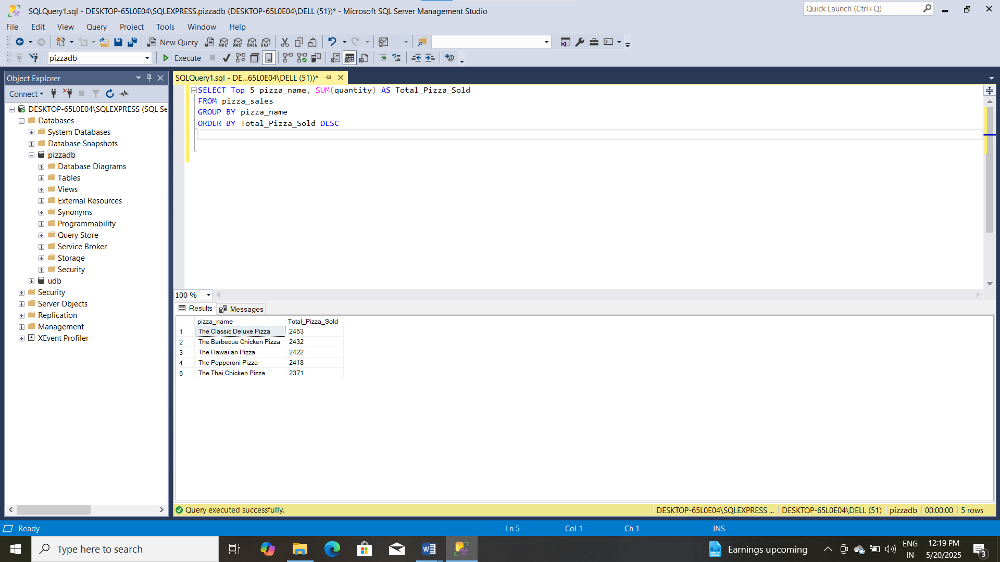 SQLQuery1.sql - DESKTOP-65L0E04\SQLEXPRESS.pizzadb (DESKTOP-65L0E04\DELL (51))* - Microsoft SQL Server Management Studio
Quick Launch (Ctrl+Q)
File Edit View Query Project Tools Window Help
New Query MDX DMX XMLA DAX
pizzadb Execute
Object Explorer
Connect
DESKTOP-65L0E04\SQLEXPRESS (SQL Se
Databases
System Databases
Database Snapshots
pizzadb
Database Diagrams
Tables
Views
External Resources
Synonyms
Programmability
Query Store
Service Broker
Storage
Security
udb
Security
Server Objects
Replication
Management
XEvent Profiler
SQLQuery1.sql - DE...65L0E04\DELL (51))*
SELECT Top 5 pizza_name, SUM(quantity) AS Total_Pizza_Sold
FROM pizza_sales
GROUP BY pizza_name
ORDER BY Total_Pizza_Sold DESC
100 %
Results Messages
pizza_name Total_Pizza_Sold
1 The Classic Deluxe Pizza 2453
2 The Barbecue Chicken Pizza 2432
3 The Hawaiian Pizza 2422
4 The Pepperoni Pizza 2418
5 The Thai Chicken Pizza 2371
Query executed successfully. DESKTOP-65L0E04\SQLEXPRESS ... DESKTOP-65L0E04\DELL (51) pizzadb 00:00:00 5 rows
Ready Ln 5 Col 1 Ch 1 INS
Type here to search
Earnings upcoming
ENG
IN
12:19 PM
5/20/2025
3